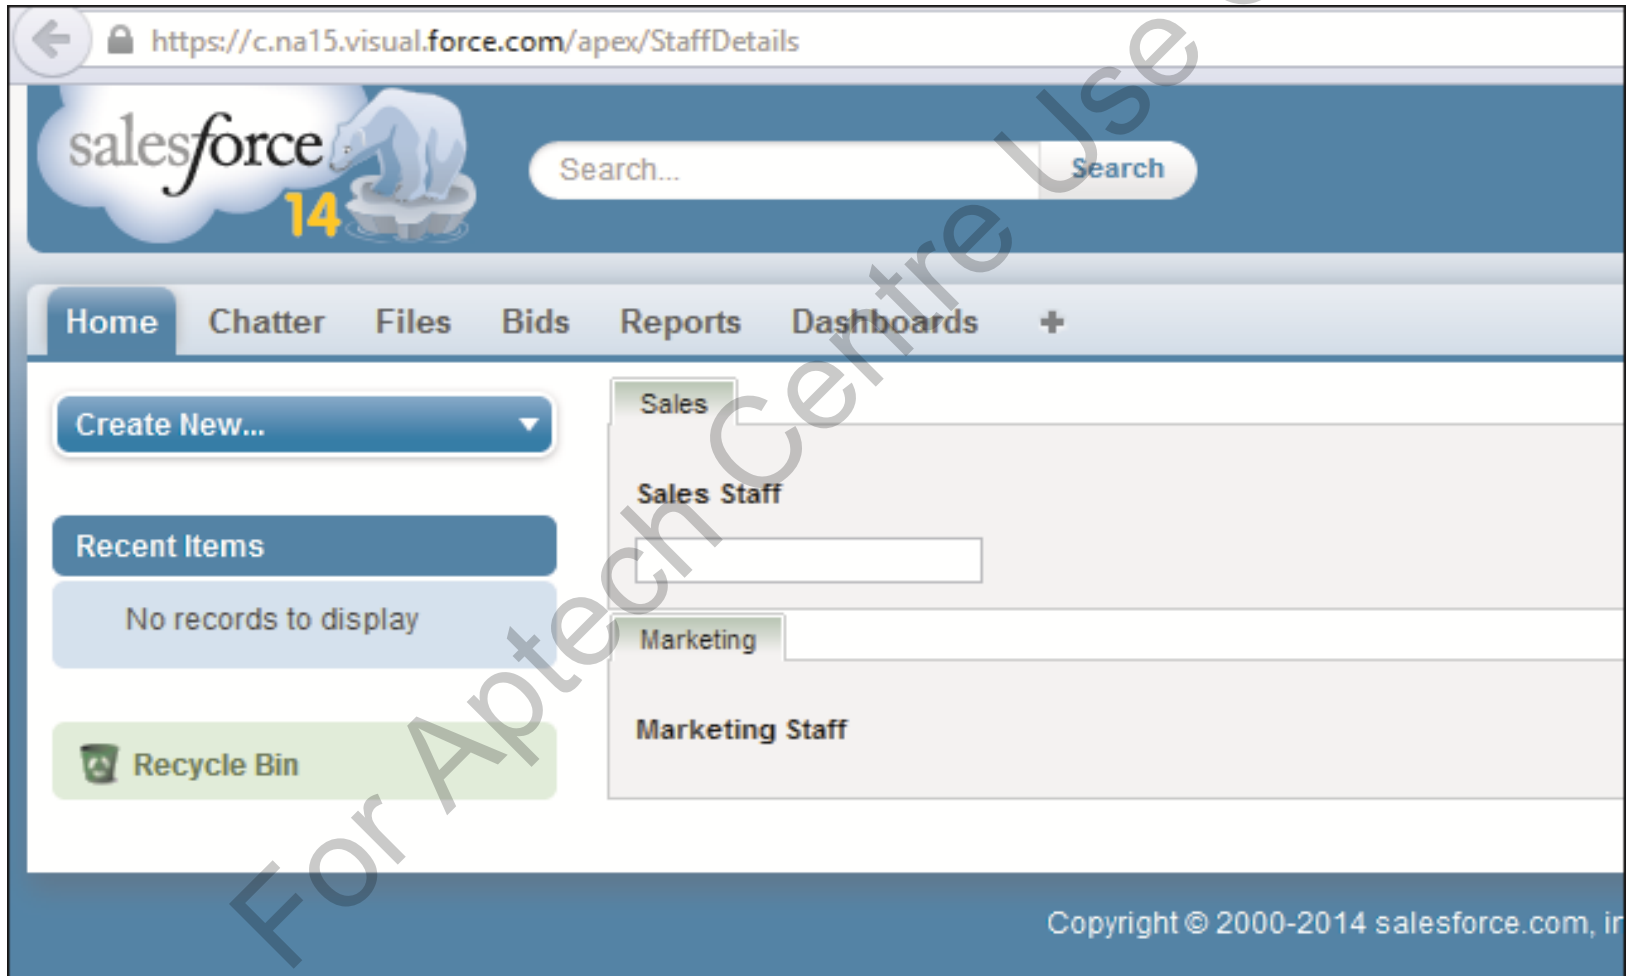 https://c.na15.visual.force.com/apex/StaffDetails
salesforce
14
Search...
Search
Home Chatter Files Bids Reports Dashboards +
Create New...
Recent Items
No records to display
Recycle Bin
Sales
Sales Staff
Marketing
Marketing Staff
Copyright © 2000-2014 salesforce.com, in
For Aptech Centre Use